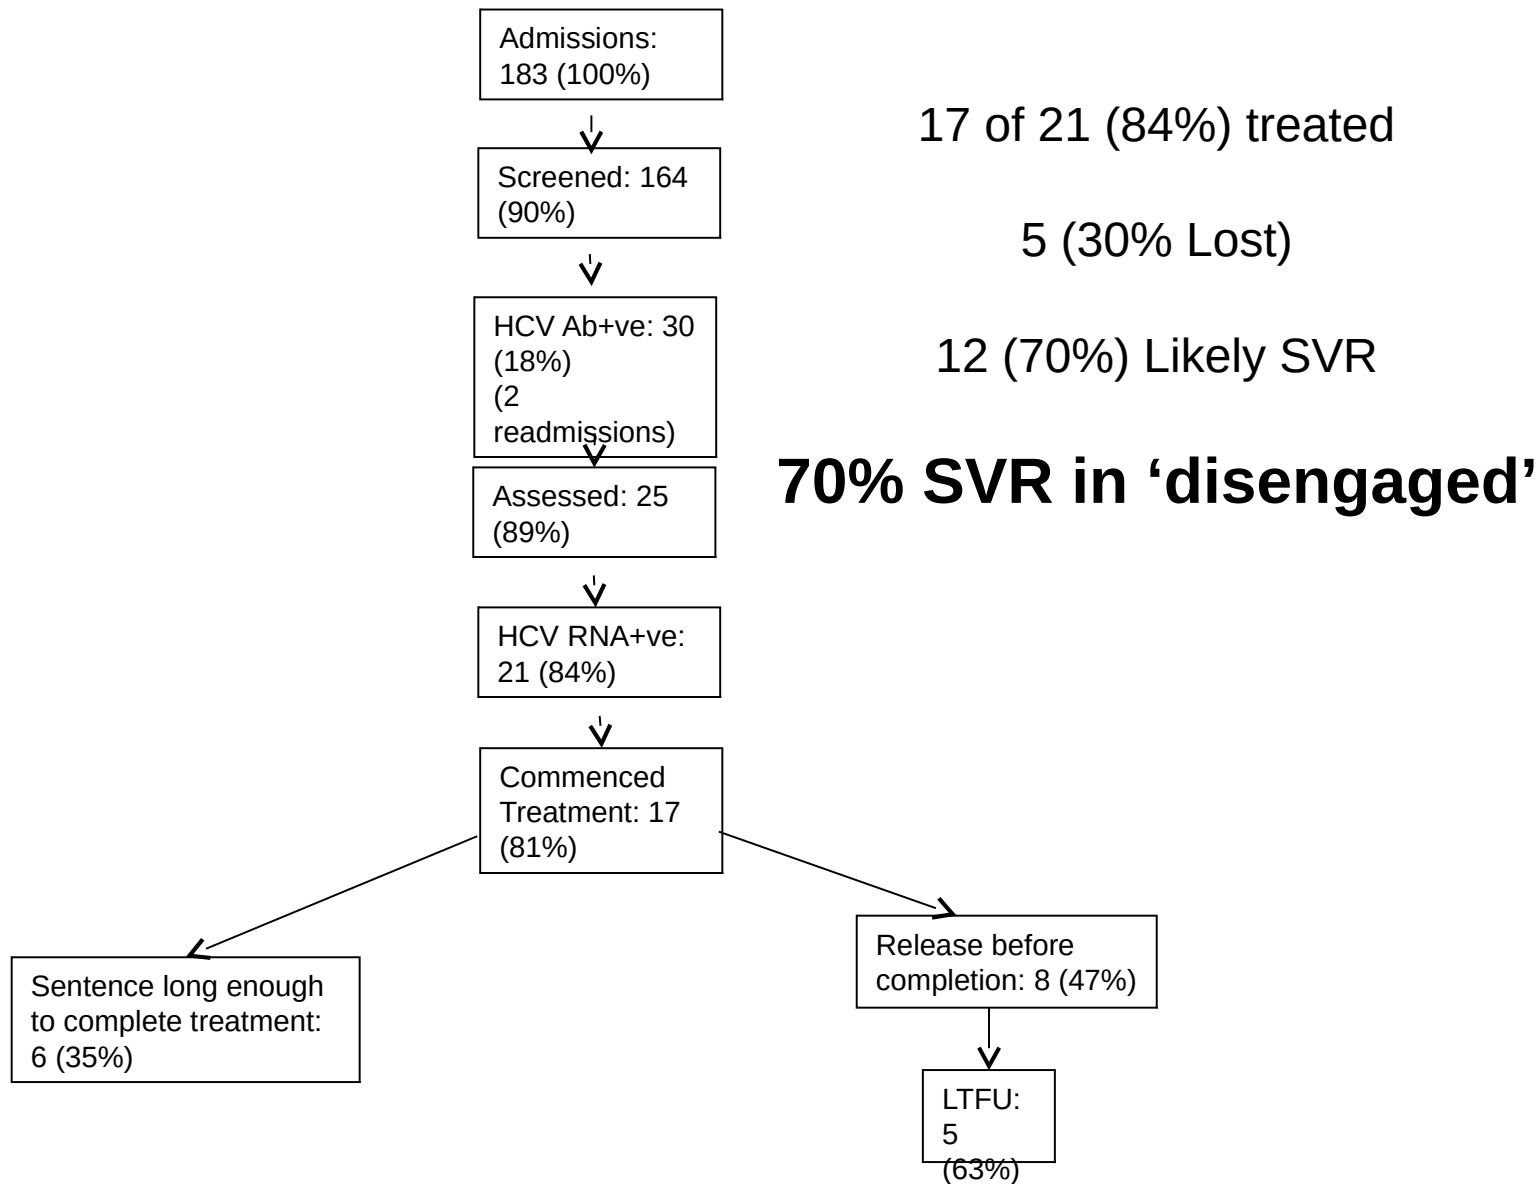 Admissions:
183 (100%)
Screened: 164
(90%)
HCV Ab+ve: 30
(18%)
(2
readmissions)
Assessed: 25
(89%)
HCV RNA+ve:
21 (84%)
Commenced
Treatment: 17
(81%)
Sentence long enough
to complete treatment:
6 (35%)
Release before
completion: 8 (47%)
LTFU:
5
(63%)
17 of 21 (84%) treated
5 (30% Lost)
12 (70%) Likely SVR
70% SVR in ‘disengaged’